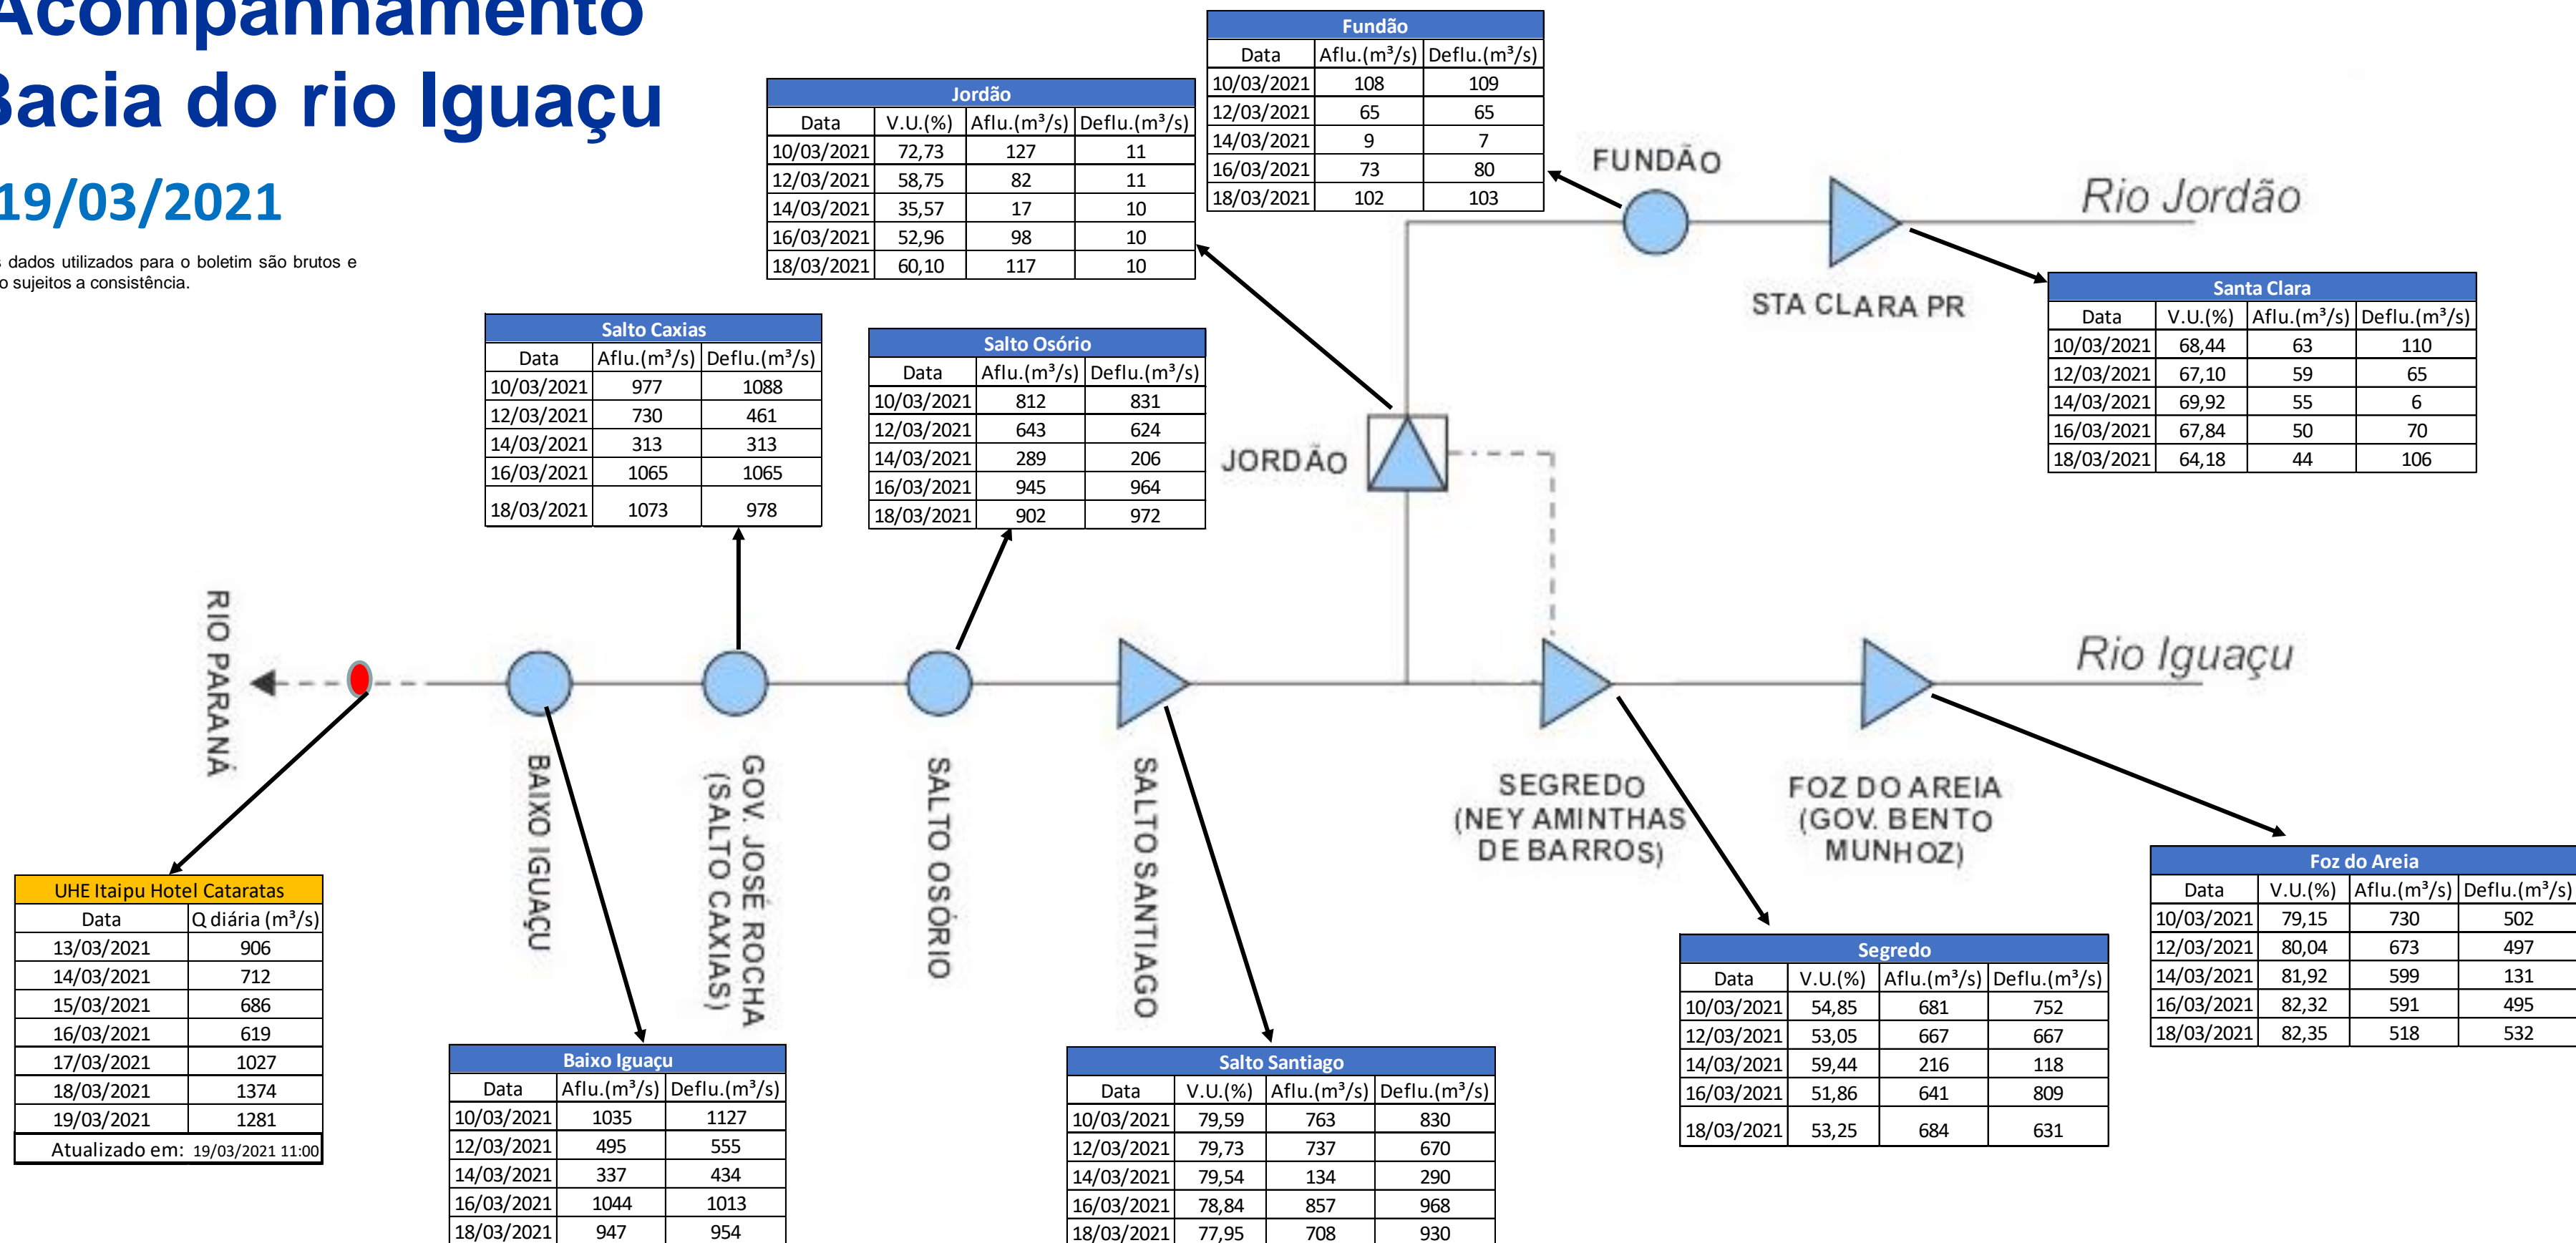 Acompanhamento
Bacia do rio Iguaçu
19/03/2021
s dados utilizados para o boletim são brutos e
o sujeitos a consistência.
Fundão
Data Aflu.(m³/s) Deflu.(m³/s)
10/03/2021 108 109
12/03/2021 65 65
14/03/2021 9 7
16/03/2021 73 80
18/03/2021 102 103
Jordão
Data V.U.(%) Aflu.(m³/s) Deflu.(m³/s)
10/03/2021 72,73 127 11
12/03/2021 58,75 82 11
14/03/2021 35,57 17 10
16/03/2021 52,96 98 10
18/03/2021 60,10 117 10
FUNDÃO
Rio Jordão
STA CLARA PR
Santa Clara
Data V.U.(%) Aflu.(m³/s) Deflu.(m³/s)
10/03/2021 68,44 63 110
12/03/2021 67,10 59 65
14/03/2021 69,92 55 6
16/03/2021 67,84 50 70
18/03/2021 64,18 44 106
Salto Caxias
Data Aflu.(m³/s) Deflu.(m³/s)
10/03/2021 977 1088
12/03/2021 730 461
14/03/2021 313 313
16/03/2021 1065 1065
18/03/2021 1073 978
Salto Osório
Data Aflu.(m³/s) Deflu.(m³/s)
10/03/2021 812 831
12/03/2021 643 624
14/03/2021 289 206
16/03/2021 945 964
18/03/2021 902 972
JORDÃO
RIO PARANÁ
Rio Iguaçu
BAIXO IGUAÇU
GOV. JOSÉ ROCHA
(SALTO CAXIAS)
SALTO OSÓRIO
SALTO SANTIAGO
SEGREDO
(NEY AMINTHAS
DE BARROS)
FOZ DO AREIA
(GOV. BENTO
MUNHOZ)
UHE Itaipu Hotel Cataratas
Data Q diária (m³/s)
13/03/2021 906
14/03/2021 712
15/03/2021 686
16/03/2021 619
17/03/2021 1027
18/03/2021 1374
19/03/2021 1281
Atualizado em: 19/03/2021 11:00
Baixo Iguaçu
Data Aflu.(m³/s) Deflu.(m³/s)
10/03/2021 1035 1127
12/03/2021 495 555
14/03/2021 337 434
16/03/2021 1044 1013
18/03/2021 947 954
Salto Santiago
Data V.U.(%) Aflu.(m³/s) Deflu.(m³/s)
10/03/2021 79,59 763 830
12/03/2021 79,73 737 670
14/03/2021 79,54 134 290
16/03/2021 78,84 857 968
18/03/2021 77,95 708 930
Segredo
Data V.U.(%) Aflu.(m³/s) Deflu.(m³/s)
10/03/2021 54,85 681 752
12/03/2021 53,05 667 667
14/03/2021 59,44 216 118
16/03/2021 51,86 641 809
18/03/2021 53,25 684 631
Foz do Areia
Data V.U.(%) Aflu.(m³/s) Deflu.(m³/s)
10/03/2021 79,15 730 502
12/03/2021 80,04 673 497
14/03/2021 81,92 599 131
16/03/2021 82,32 591 495
18/03/2021 82,35 518 532